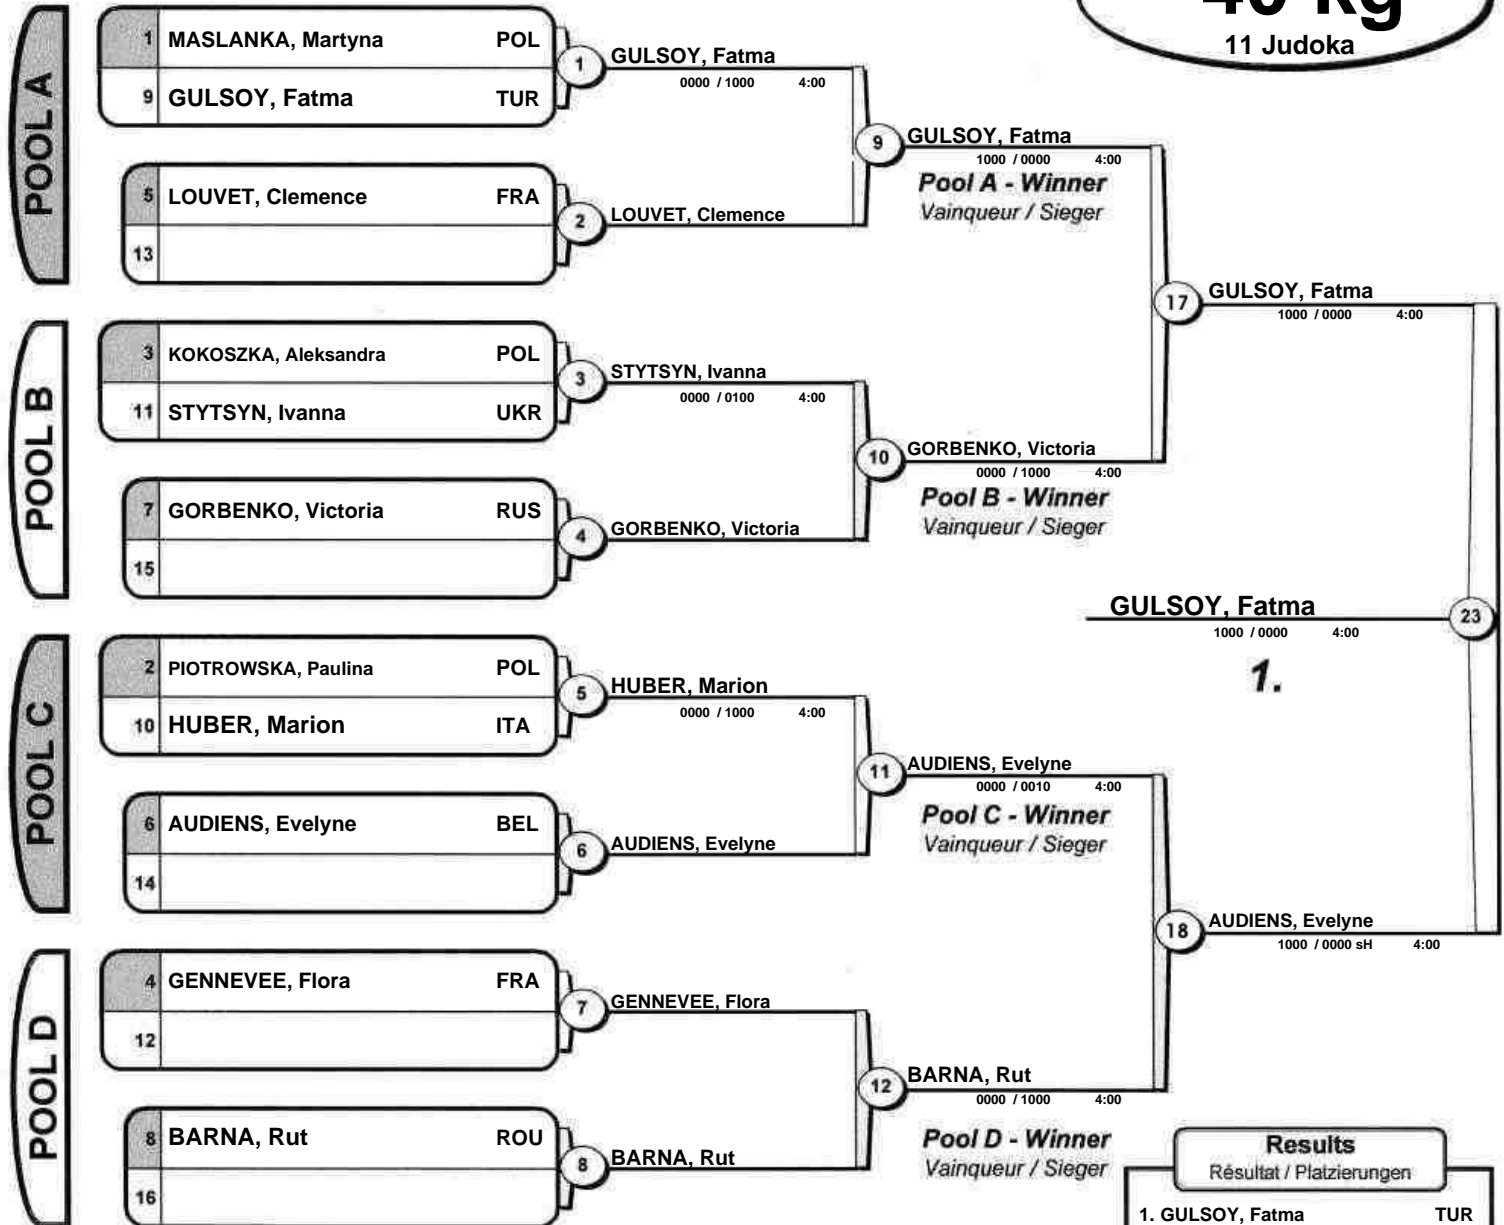 kg
11 Judoka
POOL A
1 MASLANKA, Martyna POL
9 GULSOY, Fatma TUR
1
GULSOY, Fatma
0000 / 1000 4:00
5 LOUVET, Clemence FRA
13
2
LOUVET, Clemence
9
GULSOY, Fatma
1000 / 0000 4:00
Pool A - Winner
Vainqueur / Sieger
POOL B
3 KOKOSZKA, Aleksandra POL
11 STYTSYN, Ivanna UKR
3
STYTSYN, Ivanna
0000 / 0100 4:00
7 GORBENKO, Victoria RUS
15
4
GORBENKO, Victoria
10
GORBENKO, Victoria
0000 / 1000 4:00
Pool B - Winner
Vainqueur / Sieger
17
GULSOY, Fatma
1000 / 0000 4:00
GULSOY, Fatma
1000 / 0000 4:00
23
1.
POOL C
2 PIOTROWSKA, Paulina POL
10 HUBER, Marion ITA
5
HUBER, Marion
0000 / 1000 4:00
6 AUDIENS, Evelyne BEL
14
6
AUDIENS, Evelyne
11
AUDIENS, Evelyne
0000 / 0010 4:00
Pool C - Winner
Vainqueur / Sieger
POOL D
4 GENNEVEE, Flora FRA
12
7
GENNEVEE, Flora
8 BARNA, Rut ROU
16
8
BARNA, Rut
12
BARNA, Rut
0000 / 1000 4:00
Pool D - Winner
Vainqueur / Sieger
18
AUDIENS, Evelyne
1000 / 0000 sH 4:00
Results
Résultat / Platzierungen
1. GULSOY, Fatma TUR